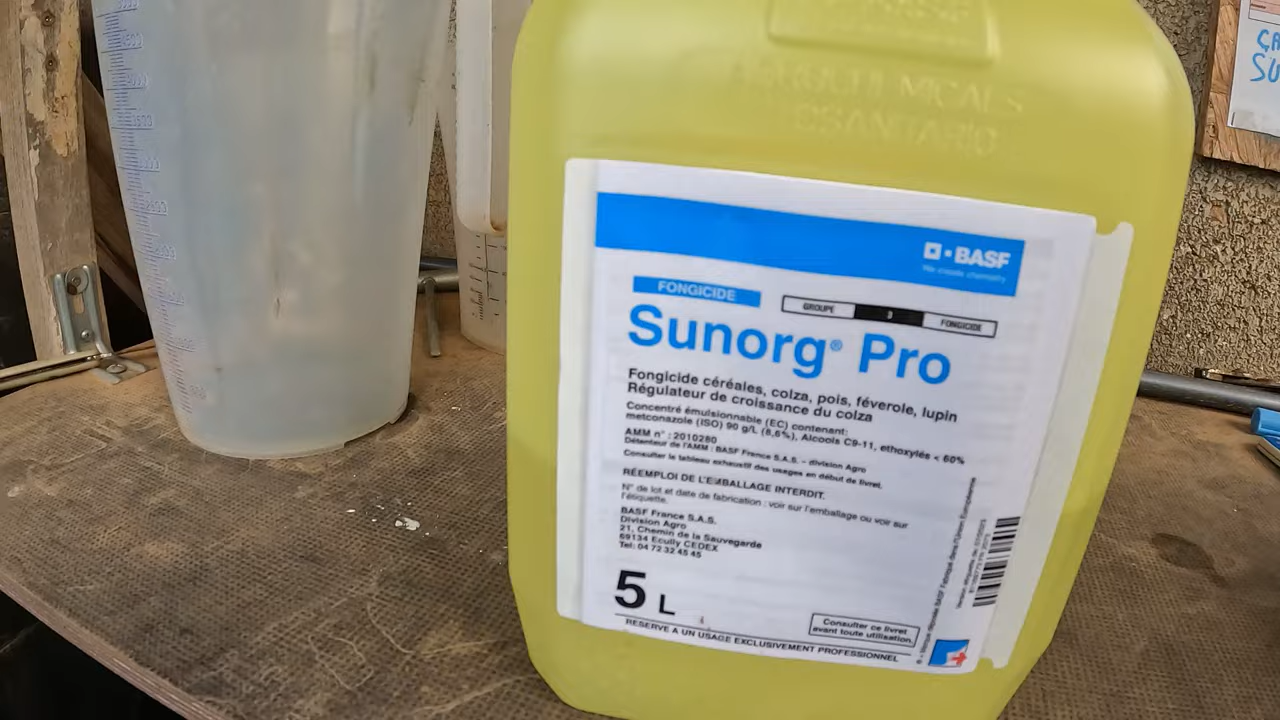 BASF
We create chemistry
FONGICIDE
GROUPE 3 FONGICIDE
Sunorg® Pro
Fongicide céréales, colza, pois, féverole, lupin
Régulateur de croissance du colza
Concentré émulsionnable (EC) contenant:
metconazole (ISO) 90 g/L (8,6%), Alcools C9-11, ethoxylés < 60%
AMM n° : 2010280
Détenteur de l'AMM : BASF France S.A.S. - division Agro
Consulter le tableau exhaustif des usages en début de livret.
RÉEMPLOI DE L'EMBALLAGE INTERDIT.
N° de lot et date de fabrication : voir sur l'emballage ou voir sur
l'étiquette.
BASF France S.A.S.
Division Agro
21, Chemin de la Sauvegarde
69134 Ecully CEDEX
Tel: 04 72 32 45 45
5 L
Consulter ce livret
avant toute utilisation.
RESERVE A UN USAGE EXCLUSIVEMENT PROFESSIONNEL